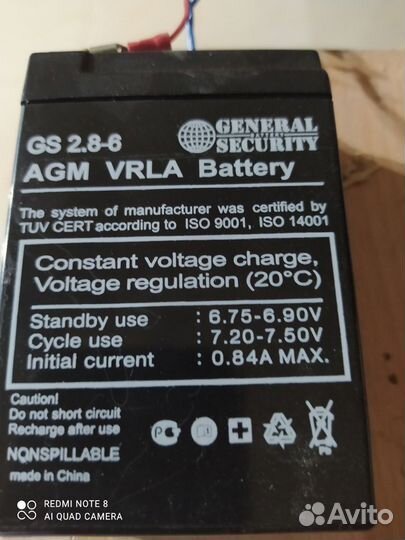 GENERAL
SECURITY
GS 2.8-6
AGM VRLA Battery
The system of manufacturer was certified by
TUV CERT according to ISO 9001, ISO 14001
Constant voltage charge,
Voltage regulation (20°C)
Standby use : 6.75-6.90V
Cycle use : 7.20-7.50V
Initial current : 0.84A MAX.
Caution!
Do not short circuit
Recharge after use
NONSPILLABLE
made in China
Pb
REDMI NOTE 8
AI QUAD CAMERA
Avito